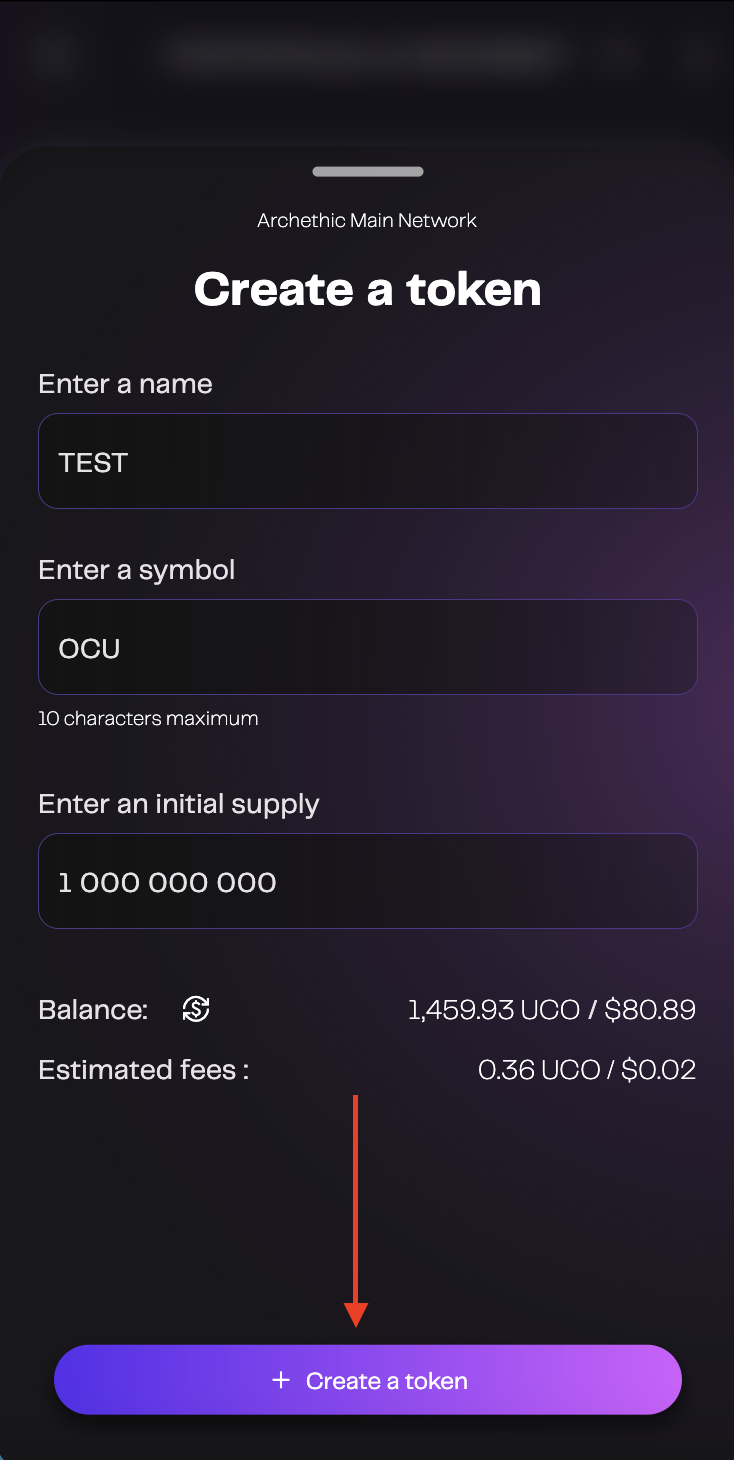 Archethic Main Network
Create a token
Enter a name
TEST
Enter a symbol
OCU
10 characters maximum
Enter an initial supply
1 000 000 000
Balance: 1,459.93 UCO / $80.89
Estimated fees : 0.36 UCO / $0.02
+ Create a token